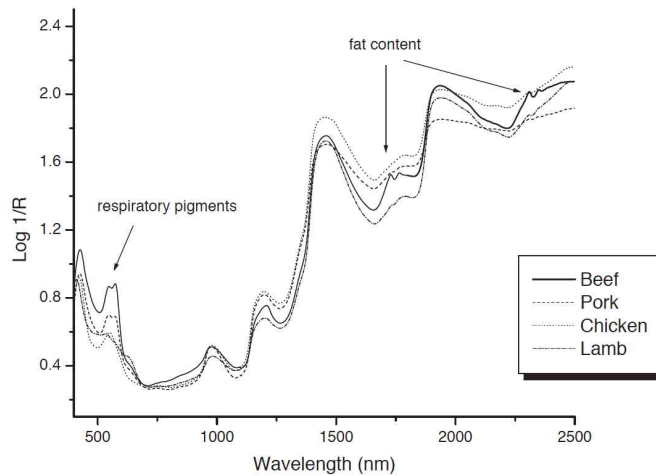 2.4
2.0
1.6
1.2
0.8
0.4
Log 1/R
fat content
respiratory pigments
Beef
Pork
Chicken
Lamb
500 1000 1500 2000 2500
Wavelength (nm)